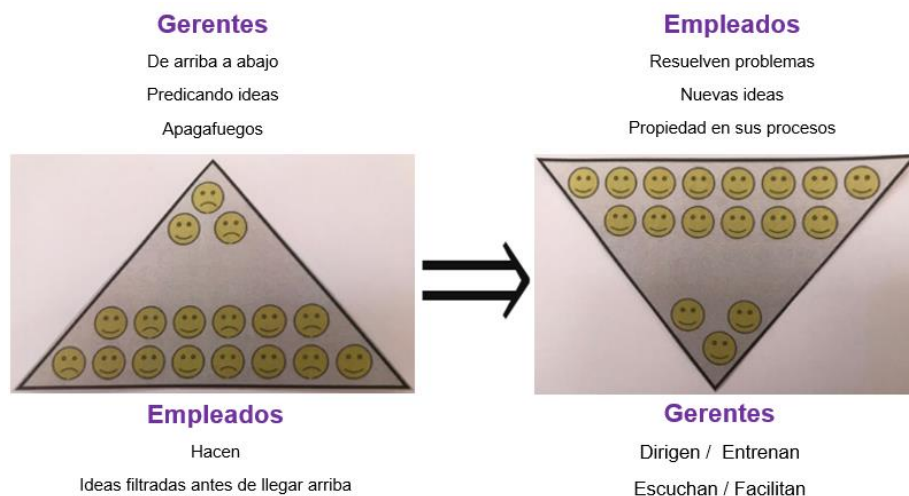 Gerentes
De arriba a abajo
Predicando ideas
Apagafuegos
Empleados
Hacen
Ideas filtradas antes de llegar arriba
Empleados
Resuelven problemas
Nuevas ideas
Propiedad en sus procesos
Gerentes
Dirigen / Entrenan
Escuchan / Facilitan